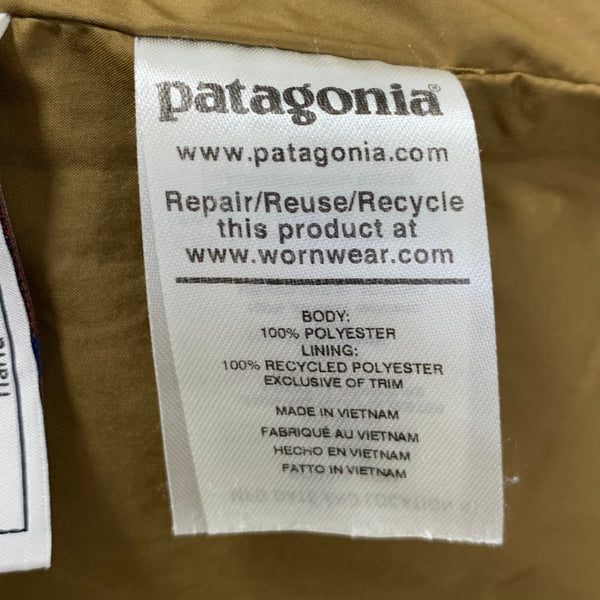 patagonia®
www.patagonia.com
Repair/Reuse/Recycle
this product at
www.wornwear.com
BODY:
100% POLYESTER
LINING:
100% RECYCLED POLYESTER
EXCLUSIVE OF TRIM
MADE IN VIETNAM
FABRIQUÉ AU VIETNAM
HECHO EN VIETNAM
FATTO IN VIETNAM
Hand